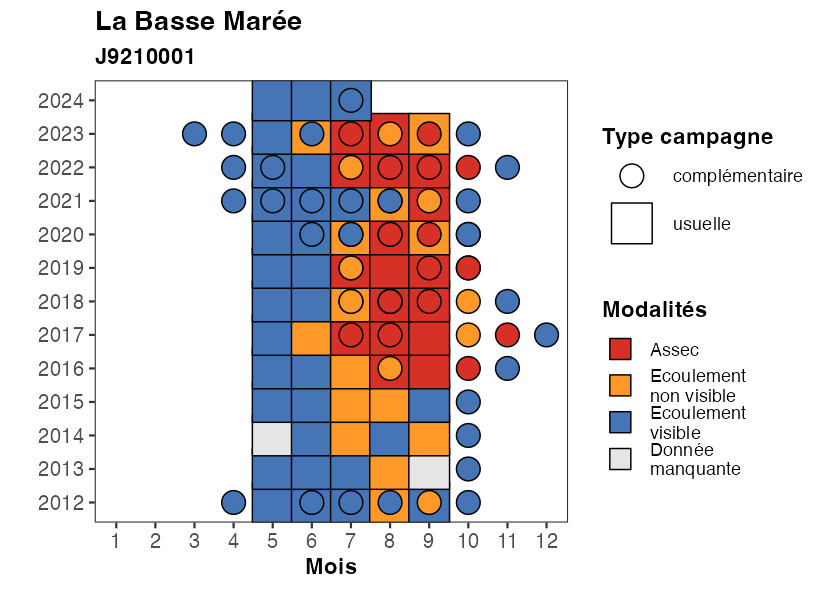 La Basse Marée
J9210001
2024
2023
2022
2021
2020
2019
2018
2017
2016
2015
2014
2013
2012
1 2 3 4 5 6 7 8 9 10 11 12
Mois
Type campagne
complémentaire
usuelle
Modalités
Assec
Ecoulement
non visible
Ecoulement
visible
Donnée
manquante